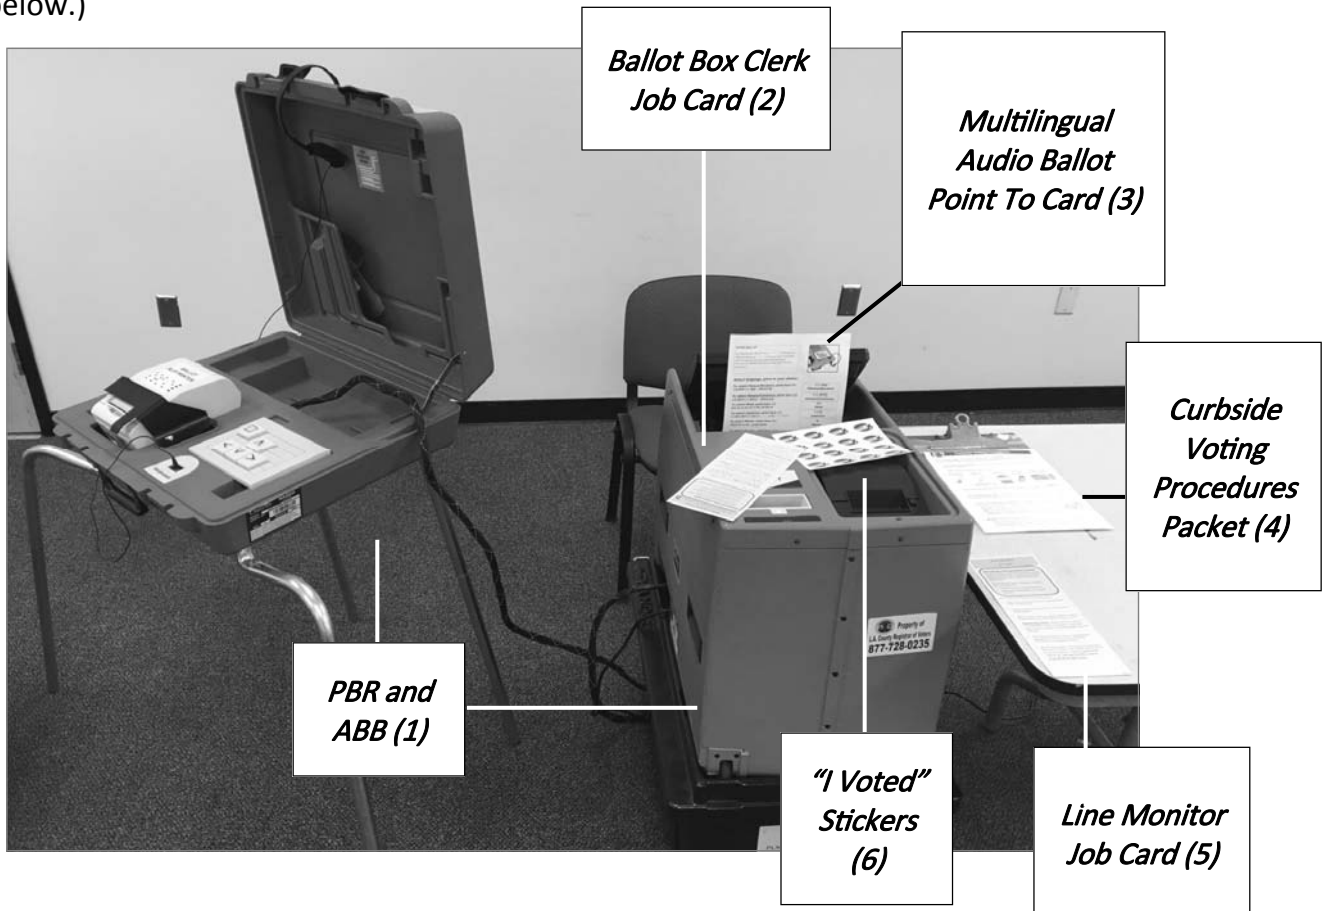 below.)
Ballot Box Clerk
Job Card (2)
Multilingual
Audio Ballot
Point To Card (3)
Curbside
Voting
Procedures
Packet (4)
PBR and
ABB (1)
Property of
L.A. County Registrar of Voters
877-728-0235
"I Voted"
Stickers
(6)
Line Monitor
Job Card (5)